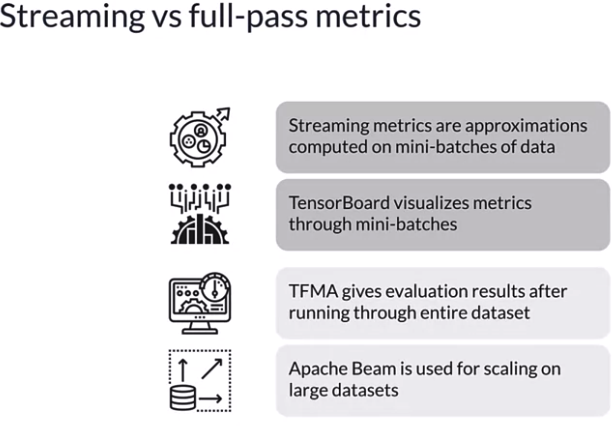 Streaming vs full-pass metrics
Streaming metrics are approximations
computed on mini-batches of data
TensorBoard visualizes metrics
through mini-batches
TFMA gives evaluation results after
running through entire dataset
Apache Beam is used for scaling on
large datasets